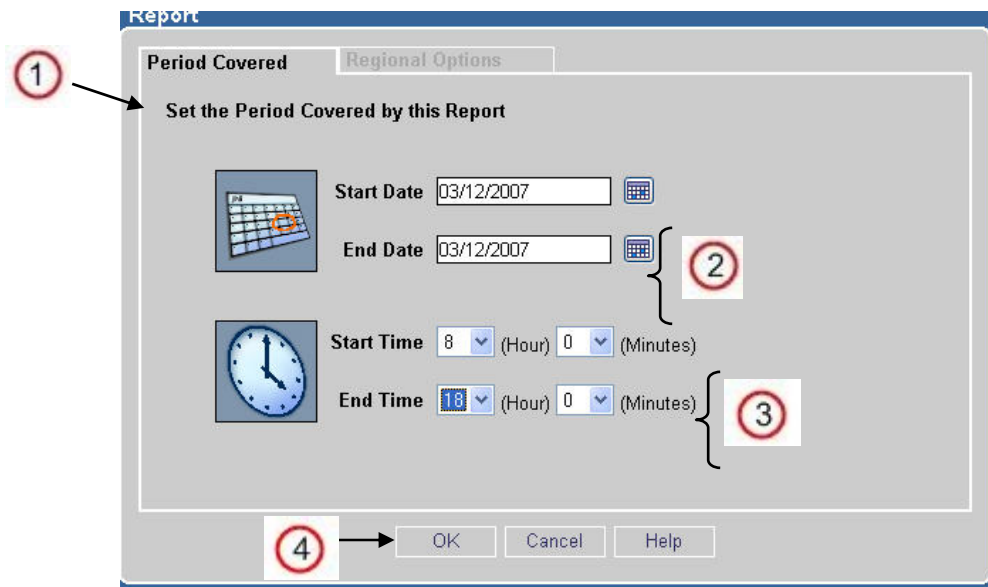 Report
Period Covered
Regional Options
1
Set the Period Covered by this Report
Start Date 03/12/2007
End Date 03/12/2007
2
Start Time 8 (Hour) 0 (Minutes)
End Time 18 (Hour) 0 (Minutes)
3
4
OK Cancel Help